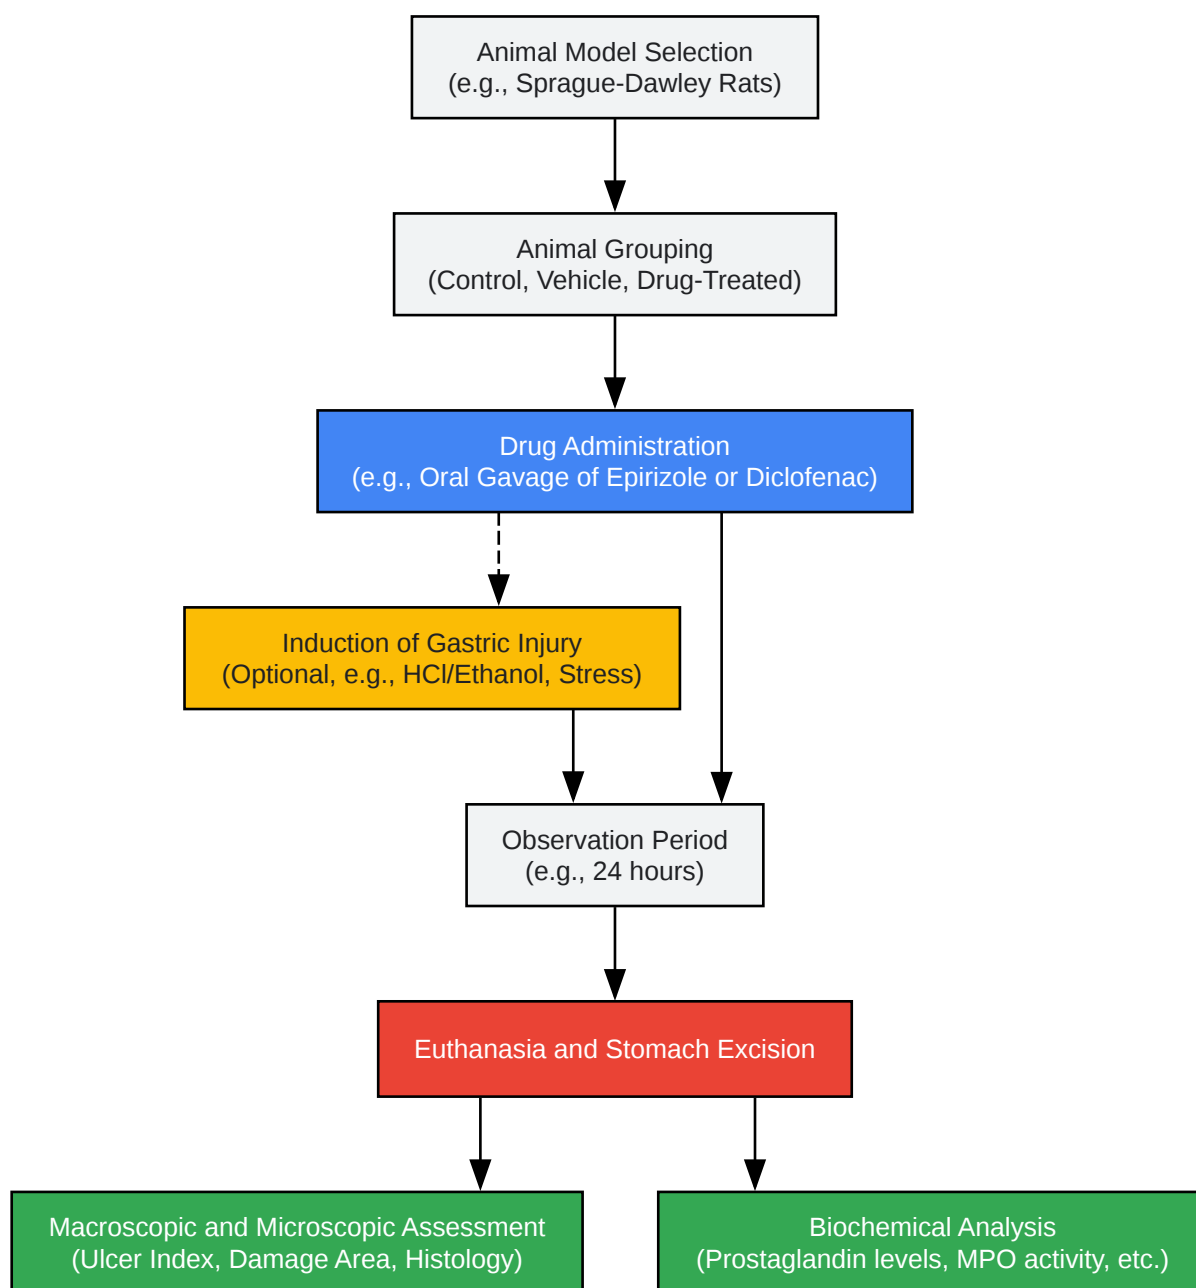 Animal Model Selection
(e.g., Sprague-Dawley Rats)
Animal Grouping
(Control, Vehicle, Drug-Treated)
Drug Administration
(e.g., Oral Gavage of Epirizole or Diclofenac)
Induction of Gastric Injury
(Optional, e.g., HCl/Ethanol, Stress)
Observation Period
(e.g., 24 hours)
Euthanasia and Stomach Excision
Macroscopic and Microscopic Assessment
(Ulcer Index, Damage Area, Histology)
Biochemical Analysis
(Prostaglandin levels, MPO activity, etc.)